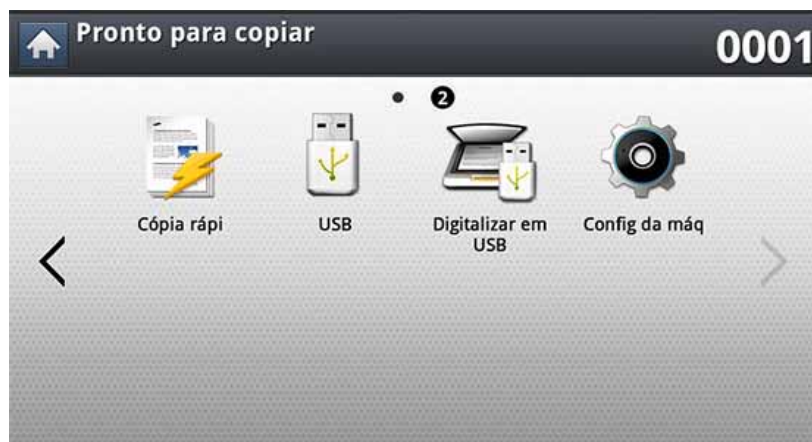 Pronto para copiar
0001
2
Cópia rápi
USB
Digitalizar em
USB
Config da máq